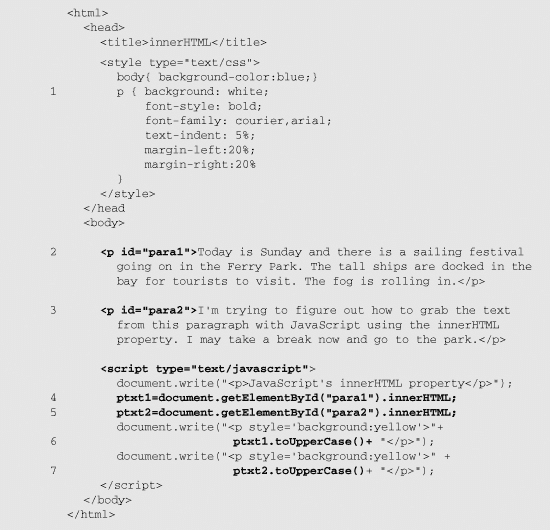 <html>
<head>
<title>innerHTML</title>
<style type="text/css">
body{ background-color:blue;}
1 p { background: white;
font-style: bold;
font-family: courier,arial;
text-indent: 5%;
margin-left:20%;
margin-right:20%
}
</style>
</head
<body>
2 <p id="para1">Today is Sunday and there is a sailing festival
going on in the Ferry Park. The tall ships are docked in the
bay for tourists to visit. The fog is rolling in.</p>
3 <p id="para2">I'm trying to figure out how to grab the text
from this paragraph with JavaScript using the innerHTML
property. I may take a break now and go to the park.</p>
<script type="text/javascript">
document.write("<p>JavaScript's innerHTML property</p>");
4 ptxt1=document.getElementById("para1").innerHTML;
5 ptxt2=document.getElementById("para2").innerHTML;
document.write("<p style='background:yellow'>"+
6 ptxt1.toUpperCase()+ "</p>");
document.write("<p style='background:yellow'>" +
7 ptxt2.toUpperCase()+ "</p>");
</script>
</body>
</html>